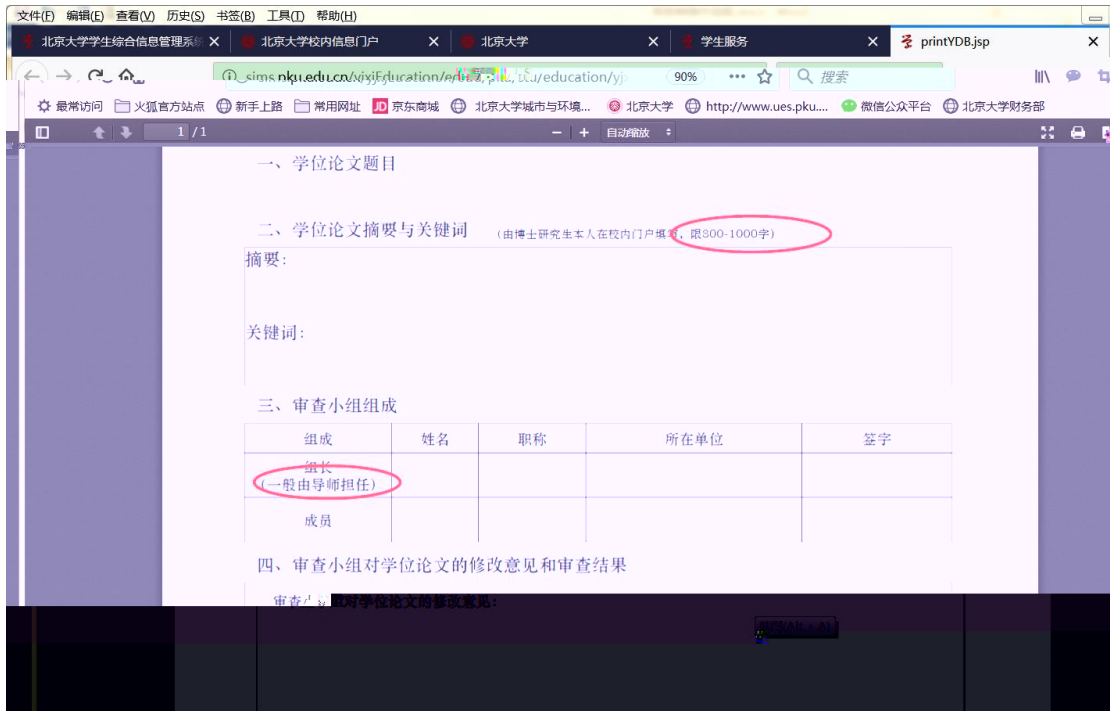 文件(F) 编辑(E) 查看(V) 历史(S) 书签(B) 工具(T) 帮助(H)
北京大学学生综合信息管理系统 北京大学校内信息门户 北京大学 学生服务 printYDB.jsp
sims.pku.edu.cn 90% 搜索
最常访问 火狐官方站点 新手上路 常用网址 JD 京东商城 北京大学城市与环境... 北京大学 http://www.ues.pku.... 微信公众平台 北京大学财务部
1 / 1 自动缩放
一、学位论文题目
二、学位论文摘要与关键词 (由博士研究生本人在校内门户填写，限800-1000字)
摘要:
关键词:
三、审查小组组成
组成 姓名 职称 所在单位 签字
组长
(一般由导师担任)
成员
四、审查小组对学位论文的修改意见和审查结果
审查小组对学位论文的修改意见: